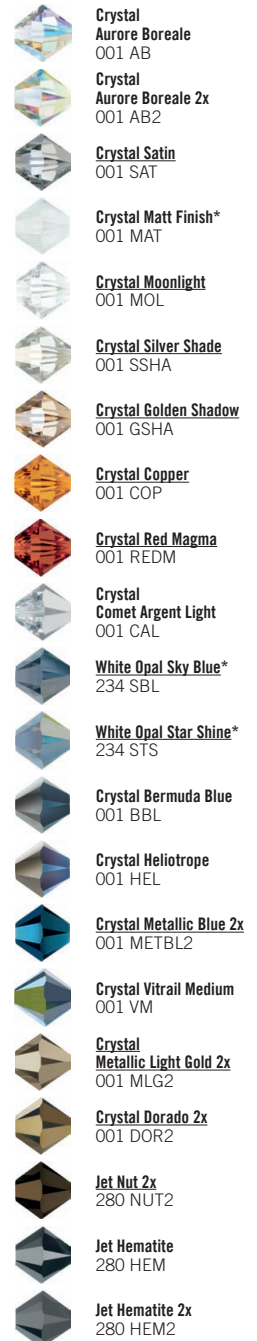 Crystal
Aurore Boreale
001 AB
Crystal
Aurore Boreale 2x
001 AB2
Crystal Satin
001 SAT
Crystal Matt Finish*
001 MAT
Crystal Moonlight
001 MOL
Crystal Silver Shade
001 SSHA
Crystal Golden Shadow
001 GSHA
Crystal Copper
001 COP
Crystal Red Magma
001 REDM
Crystal
Comet Argent Light
001 CAL
White Opal Sky Blue*
234 SBL
White Opal Star Shine*
234 STS
Crystal Bermuda Blue
001 BBL
Crystal Heliotrope
001 HEL
Crystal Metallic Blue 2x
001 METBL2
Crystal Vitrail Medium
001 VM
Crystal
Metallic Light Gold 2x
001 MLG2
Crystal Dorado 2x
001 DOR2
Jet Nut 2x
280 NUT2
Jet Hematite
280 HEM
Jet Hematite 2x
280 HEM2